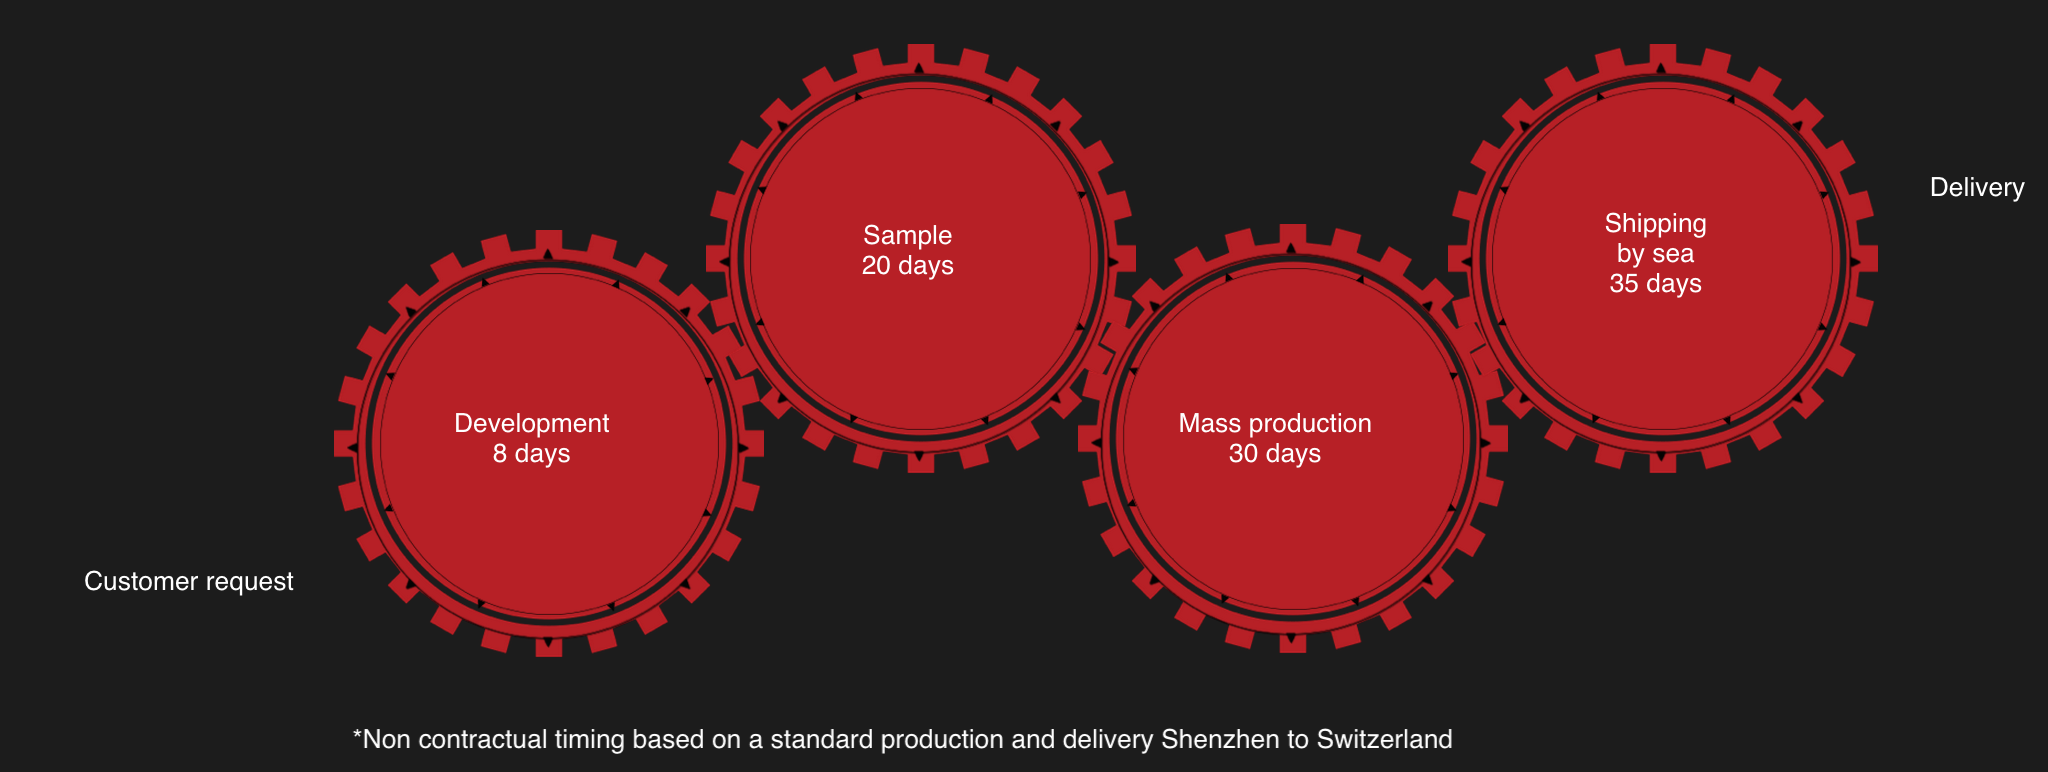 Customer request
Development
8 days
Sample
20 days
Mass production
30 days
Shipping
by sea
35 days
Delivery
*Non contractual timing based on a standard production and delivery Shenzhen to Switzerland